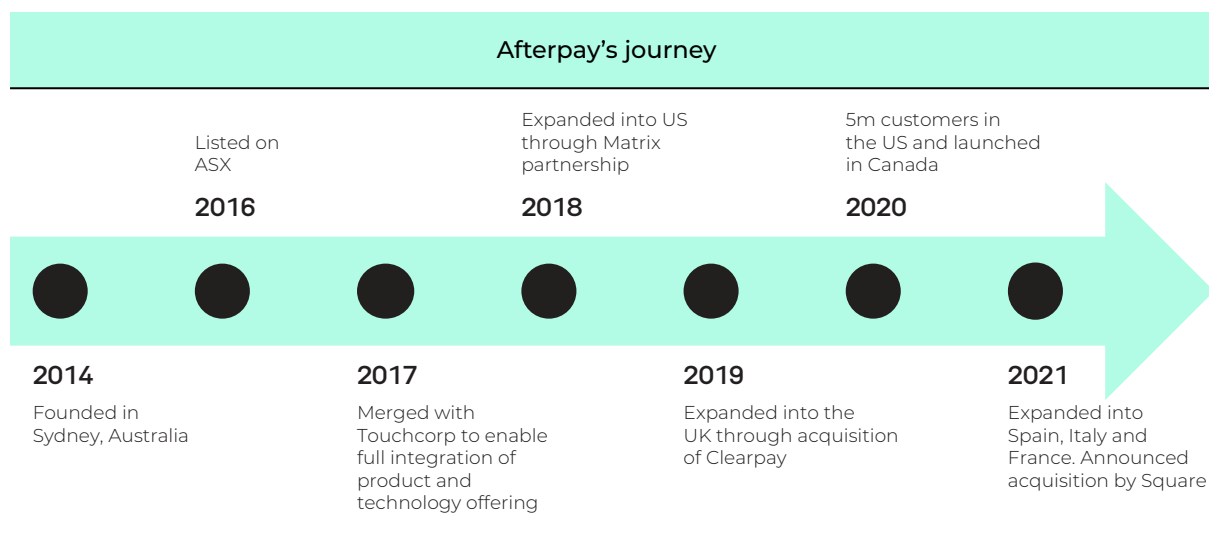 Afterpay’s journey
Listed on
ASX
2016
Expanded into US
through Matrix
partnership
2018
5m customers in
the US and launched
in Canada
2020
2014
Founded in
Sydney, Australia
2017
Merged with
Touchcorp to enable
full integration of
product and
technology offering
2019
Expanded into the
UK through acquisition
of Clearpay
2021
Expanded into
Spain, Italy and
France. Announced
acquisition by Square